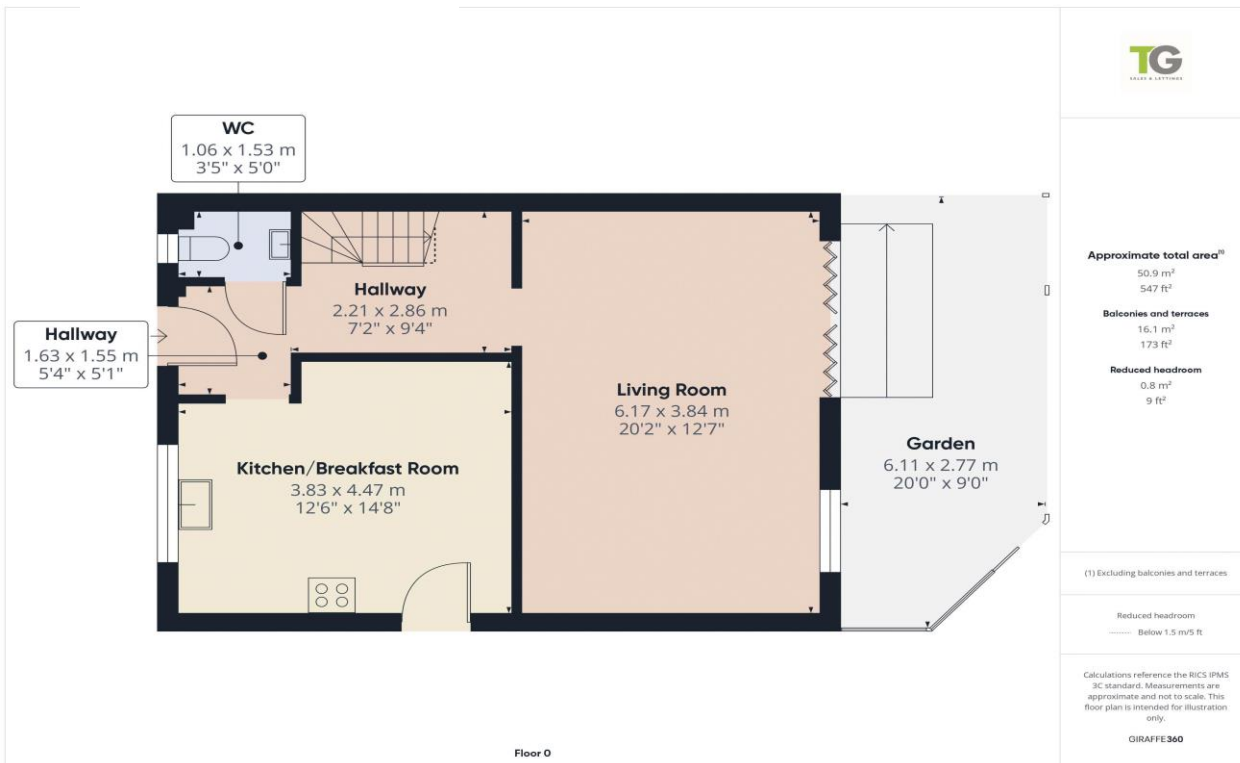 TG
SALES & LETTINGS
WC
1.06 x 1.53 m
3'5" x 5'0"
Hallway
2.21 x 2.86 m
7'2" x 9'4"
Hallway
1.63 x 1.55 m
5'4" x 5'1"
Living Room
6.17 x 3.84 m
20'2" x 12'7"
Kitchen/Breakfast Room
3.83 x 4.47 m
12'6" x 14'8"
Garden
6.11 x 2.77 m
20'0" x 9'0"
Floor 0
Approximate total area(1)
50.9 m²
547 ft²
Balconies and terraces
16.1 m²
173 ft²
Reduced headroom
0.8 m²
9 ft²
(1) Excluding balconies and terraces
Reduced headroom
Below 1.5 m/5 ft
Calculations reference the RICS IPMS
3C standard. Measurements are
approximate and not to scale. This
floor plan is intended for illustration
only.
GIRAFFE360